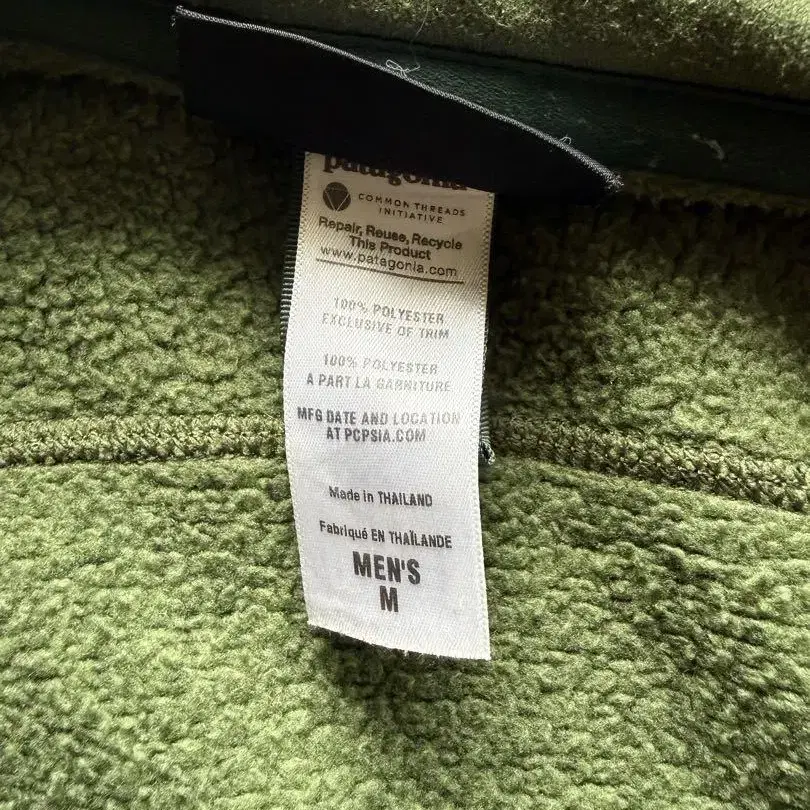 patagonia
COMMON THREADS
INITIATIVE
Repair, Reuse, Recycle
This Product
www.patagonia.com
100% POLYESTER
EXCLUSIVE OF TRIM
100% POLYESTER
A PART LA GARNITURE
MFG DATE AND LOCATION
AT PCPSIA.COM
Made in THAILAND
Fabriqué EN THAÏLANDE
MEN'S
M